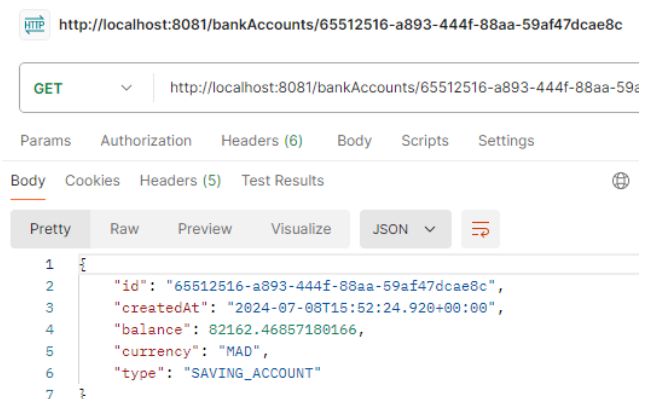 HTTP http://localhost:8081/bankAccounts/65512516-a893-444f-88aa-59af47dcae8c
GET http://localhost:8081/bankAccounts/65512516-a893-444f-88aa-59a
Params Authorization Headers (6) Body Scripts Settings
Body Cookies Headers (5) Test Results
Pretty Raw Preview Visualize JSON
1 {
2 "id": "65512516-a893-444f-88aa-59af47dcae8c",
3 "createdAt": "2024-07-08T15:52:24.920+00:00",
4 "balance": 82162.46857180166,
5 "currency": "MAD",
6 "type": "SAVING_ACCOUNT"
7 }